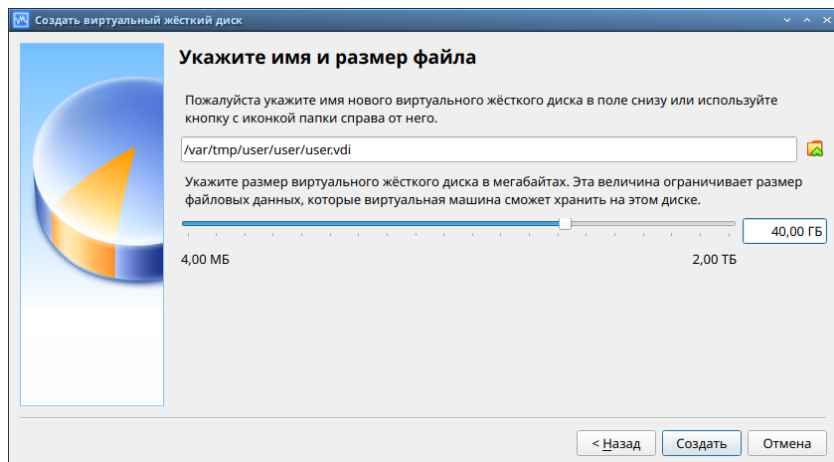 Создать виртуальный жёсткий диск
Укажите имя и размер файла
Пожалуйста укажите имя нового виртуального жёсткого диска в поле снизу или используйте
кнопку с иконкой папки справа от него.
/var/tmp/user/user/user.vdi
Укажите размер виртуального жёсткого диска в мегабайтах. Эта величина ограничивает размер
файловых данных, которые виртуальная машина сможет хранить на этом диске.
40,00 ГБ
4,00 МБ 2,00 ТБ
< Назад Создать Отмена